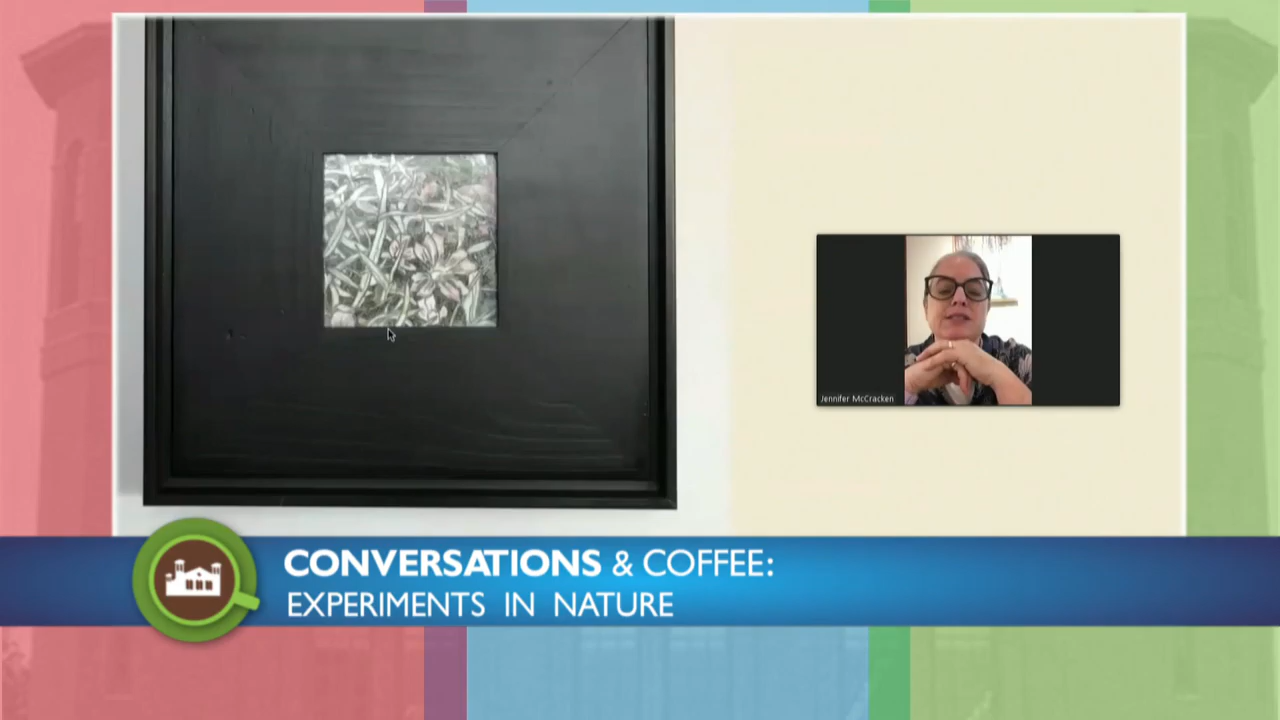 Jennifer McCracken
CONVERSATIONS & COFFEE:
EXPERIMENTS IN NATURE